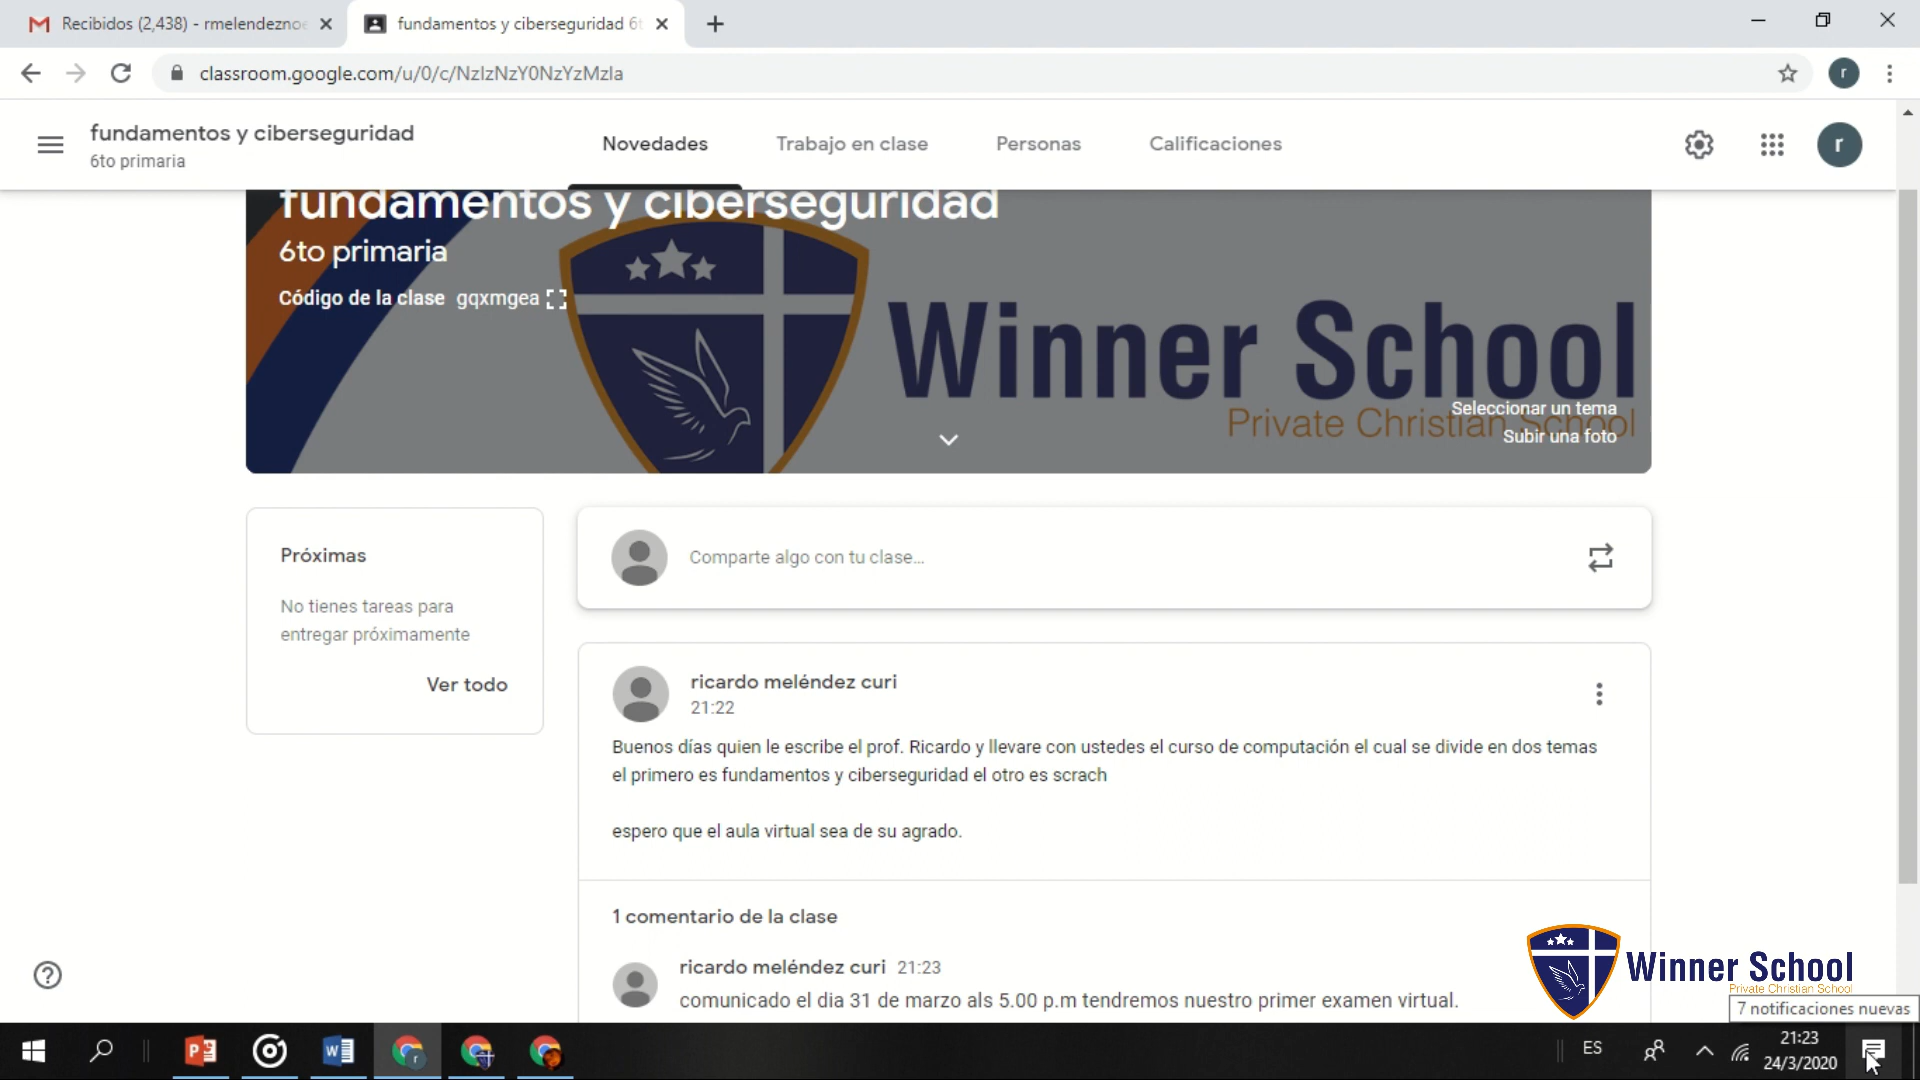 Recibidos (2,438) - rmelendeznoe
fundamentos y ciberseguridad 6t
classroom.google.com/u/0/c/NzIzNzY0NzYzMzIa
r
fundamentos y ciberseguridad
6to primaria
Novedades
Trabajo en clase
Personas
Calificaciones
r
fundamentos y ciberseguridad
6to primaria
Código de la clase gqxmgea
Winner School
Private Christian School
Seleccionar un tema
Subir una foto
Próximas
No tienes tareas para
entregar próximamente
Ver todo
Comparte algo con tu clase...
ricardo meléndez curi
21:22
Buenos días quien le escribe el prof. Ricardo y llevare con ustedes el curso de computación el cual se divide en dos temas
el primero es fundamentos y ciberseguridad el otro es scrach
espero que el aula virtual sea de su agrado.
1 comentario de la clase
ricardo meléndez curi 21:23
comunicado el dia 31 de marzo als 5.00 p.m tendremos nuestro primer examen virtual.
Winner School
Private Christian School
7 notificaciones nuevas
ES
21:23
24/3/2020